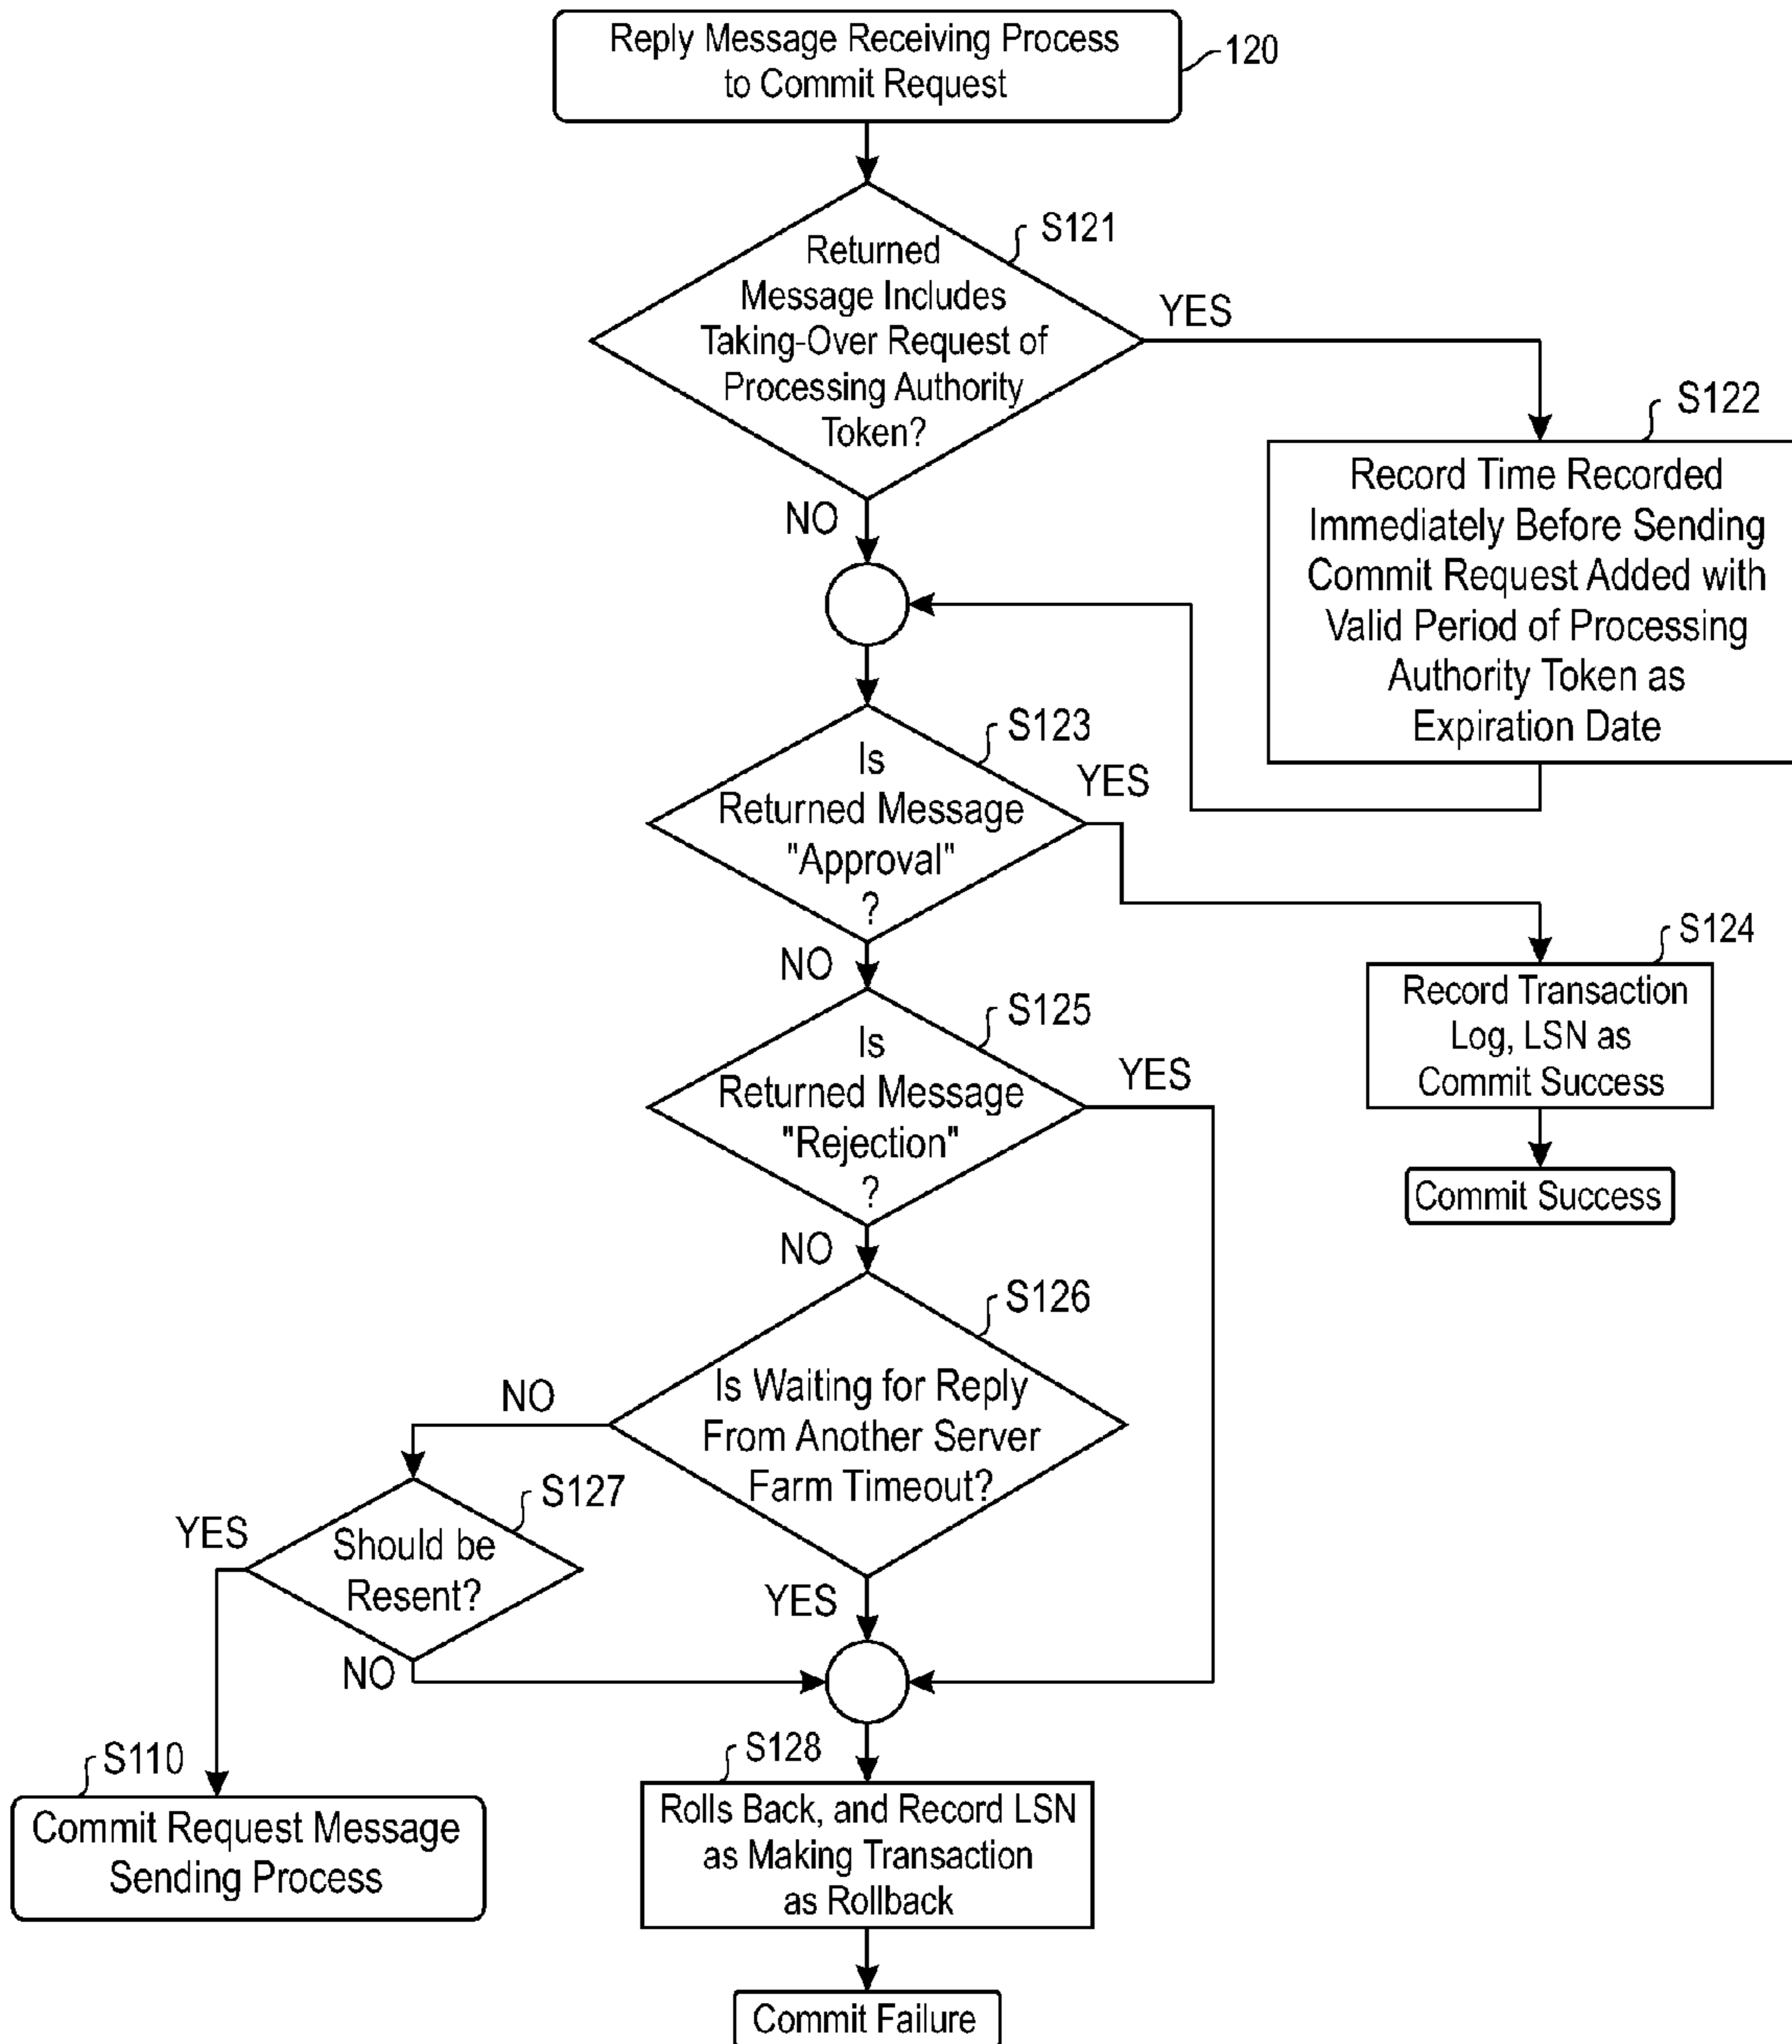 Reply Message Receiving Process
to Commit Request
120
S121
Returned
Message Includes
Taking-Over Request of
Processing Authority
Token?
YES
NO
S122
Record Time Recorded
Immediately Before Sending
Commit Request Added with
Valid Period of Processing
Authority Token as
Expiration Date
S123
Is
Returned Message
"Approval"
?
YES
NO
S124
Record Transaction
Log, LSN as
Commit Success
Commit Success
S125
Is
Returned Message
"Rejection"
?
YES
NO
S126
Is Waiting for Reply
From Another Server
Farm Timeout?
NO
YES
S127
Should be
Resent?
YES
NO
S110
Commit Request Message
Sending Process
S128
Rolls Back, and Record LSN
as Making Transaction
as Rollback
Commit Failure